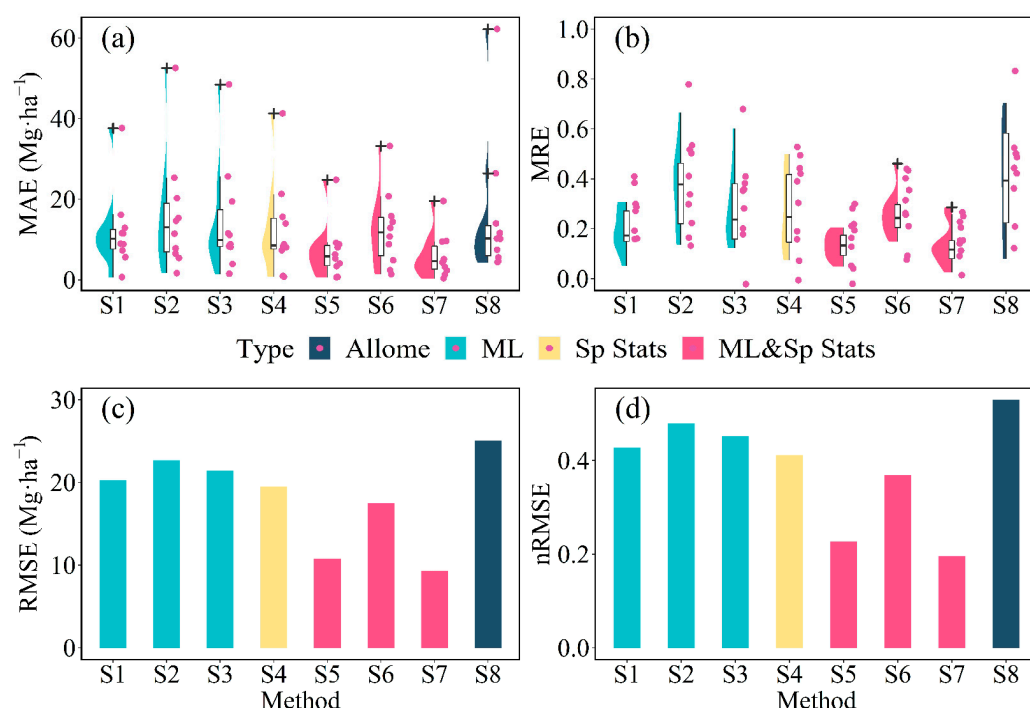 (a)
MAE (Mg·ha⁻¹)
60
40
20
0
S1 S2 S3 S4 S5 S6 S7 S8
(b)
MRE
1.0
0.8
0.6
0.4
0.2
0.0
S1 S2 S3 S4 S5 S6 S7 S8
Type Allome ML Sp Stats ML&Sp Stats
(c)
RMSE (Mg·ha⁻¹)
30
20
10
0
S1 S2 S3 S4 S5 S6 S7 S8
Method
(d)
nRMSE
0.4
0.2
0.0
S1 S2 S3 S4 S5 S6 S7 S8
Method